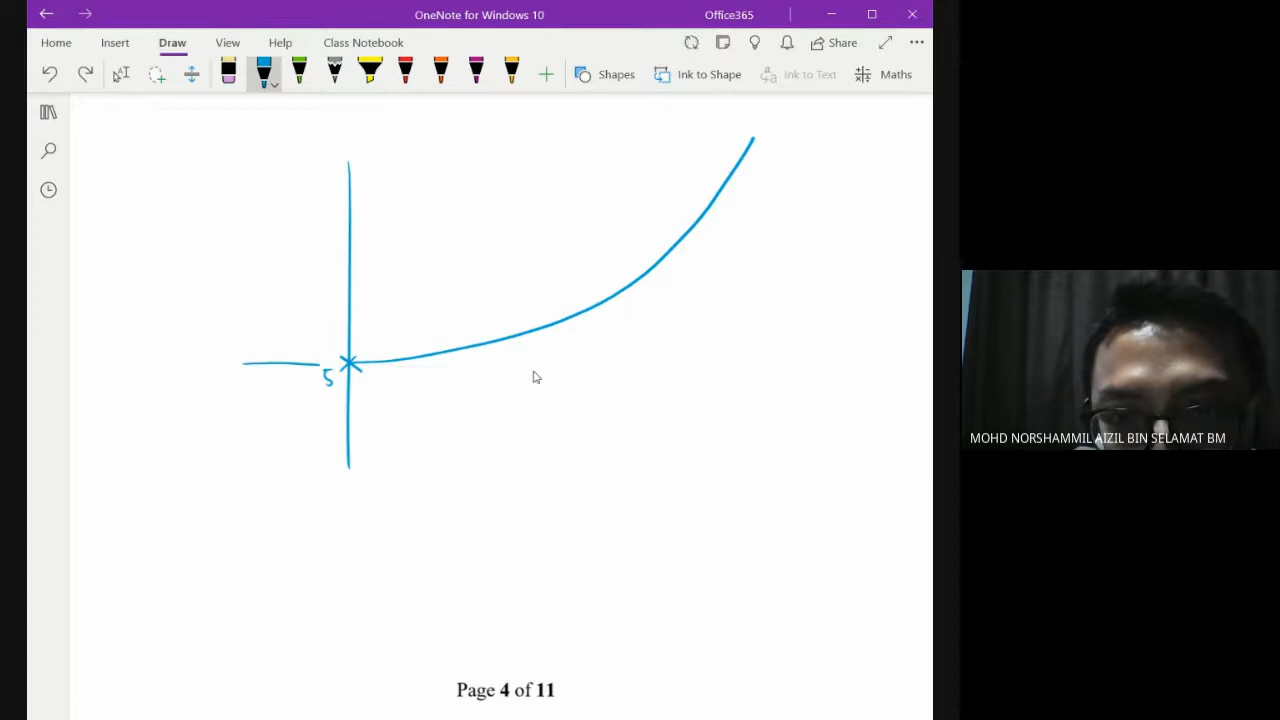 OneNote for Windows 10
Office365
Home
Insert
Draw
View
Help
Class Notebook
Share
Shapes
Ink to Shape
Ink to Text
Maths
5
MOHD NORSHAMMIL AIZIL BIN SELAMAT BM
Page 4 of 11